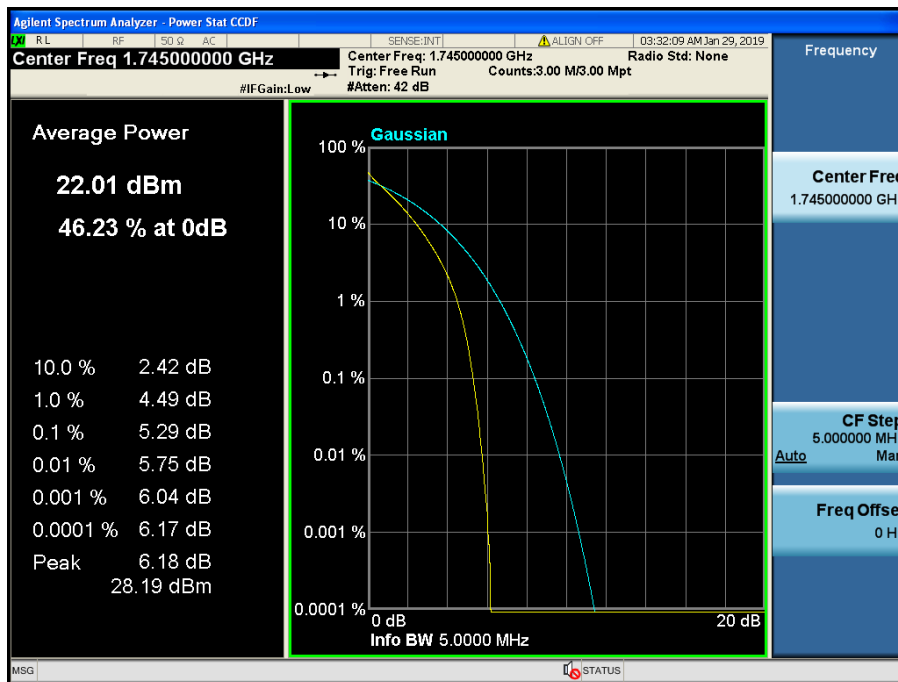 Agilent Spectrum Analyzer - Power Stat CCDF
LXI RL RF 50 Ω AC SENSE:INT ALIGN OFF 03:32:09 AM Jan 29, 2019
Center Freq 1.745000000 GHz
Center Freq: 1.745000000 GHz Radio Std: None
Trig: Free Run Counts:3.00 M/3.00 Mpt
#IFGain:Low #Atten: 42 dB
Frequency
Average Power
22.01 dBm
46.23 % at 0dB
10.0 % 2.42 dB
1.0 % 4.49 dB
0.1 % 5.29 dB
0.01 % 5.75 dB
0.001 % 6.04 dB
0.0001 % 6.17 dB
Peak 6.18 dB
28.19 dBm
Gaussian
100 %
10 %
1 %
0.1 %
0.01 %
0.001 %
0.0001 %
0 dB 20 dB
Info BW 5.0000 MHz
Center Fre
1.745000000 GH
CF Step
5.000000 MH
Auto Ma
Freq Offse
0 H
MSG STATUS